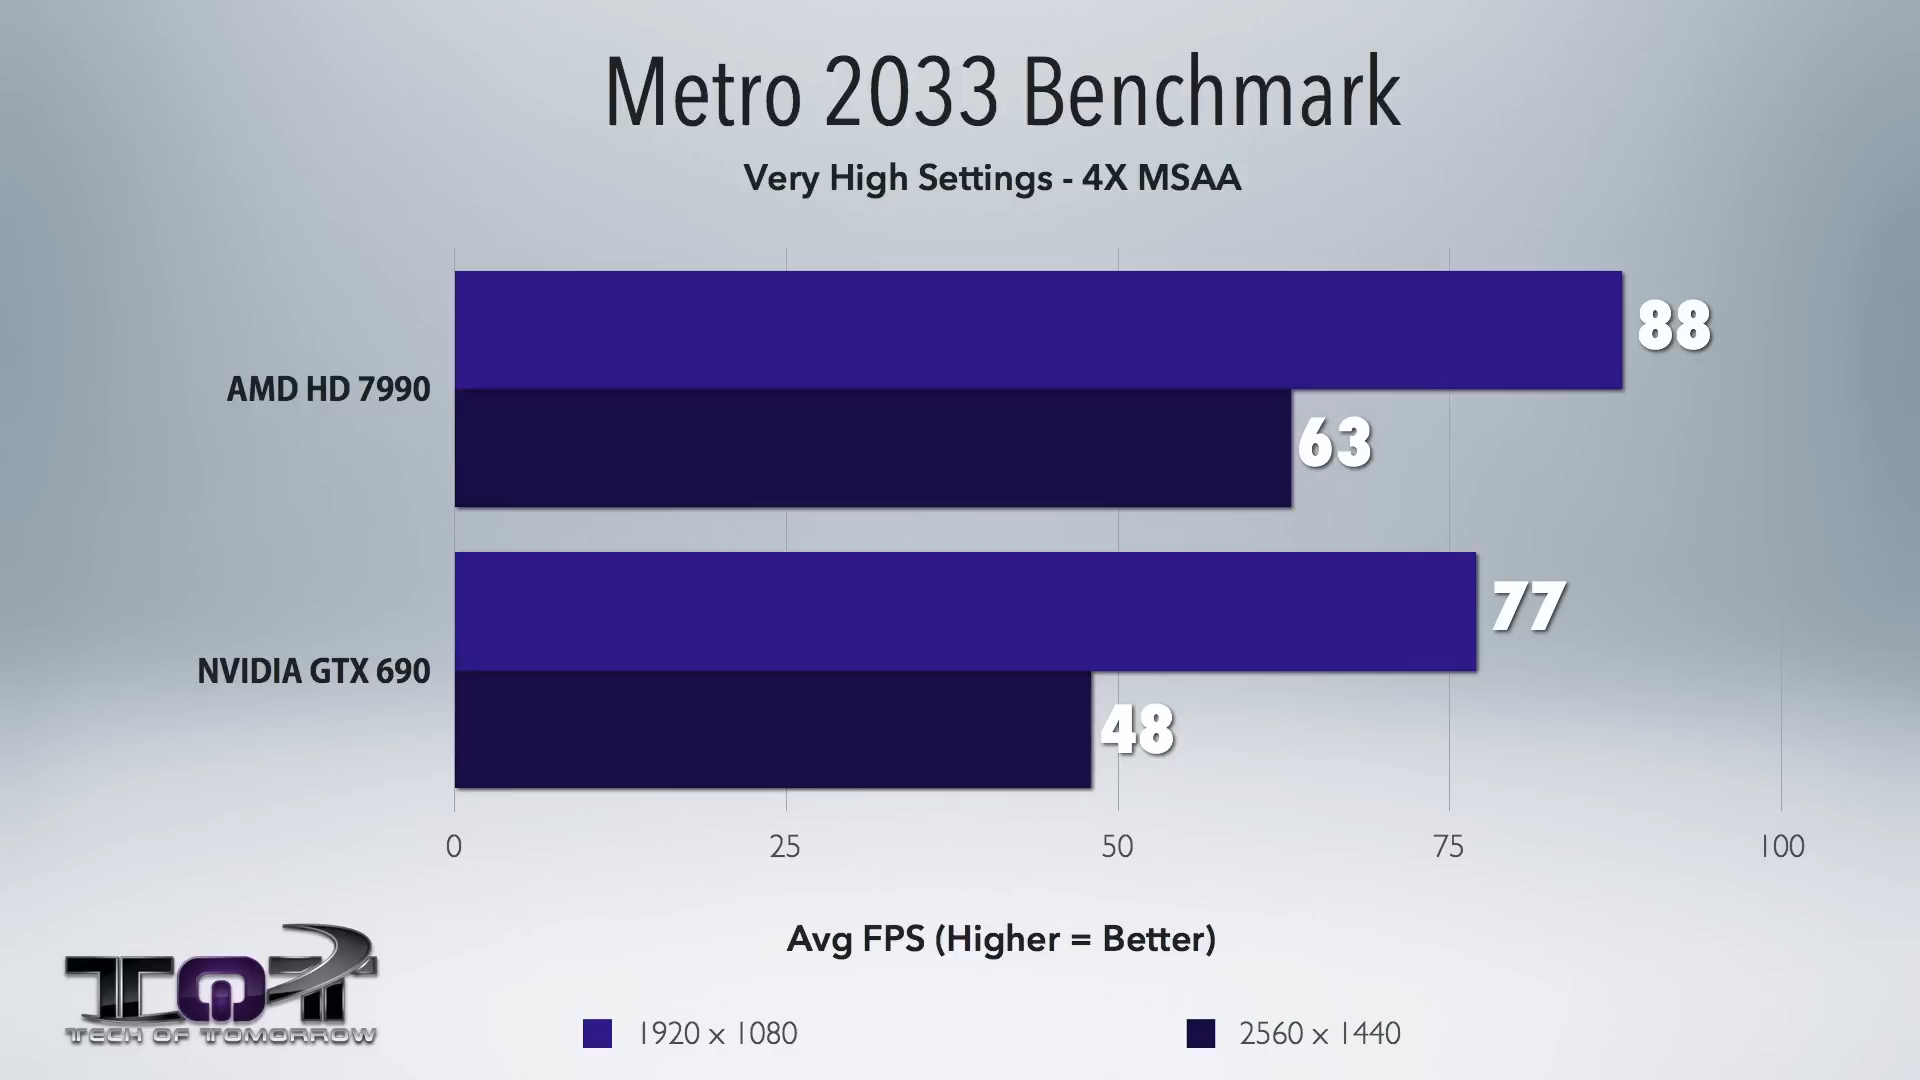 Metro 2033 Benchmark
Very High Settings - 4X MSAA
AMD HD 7990
88
63
NVIDIA GTX 690
77
48
0 25 50 75 100
Avg FPS (Higher = Better)
1920 x 1080 2560 x 1440
TOT
TECH OF TOMORROW